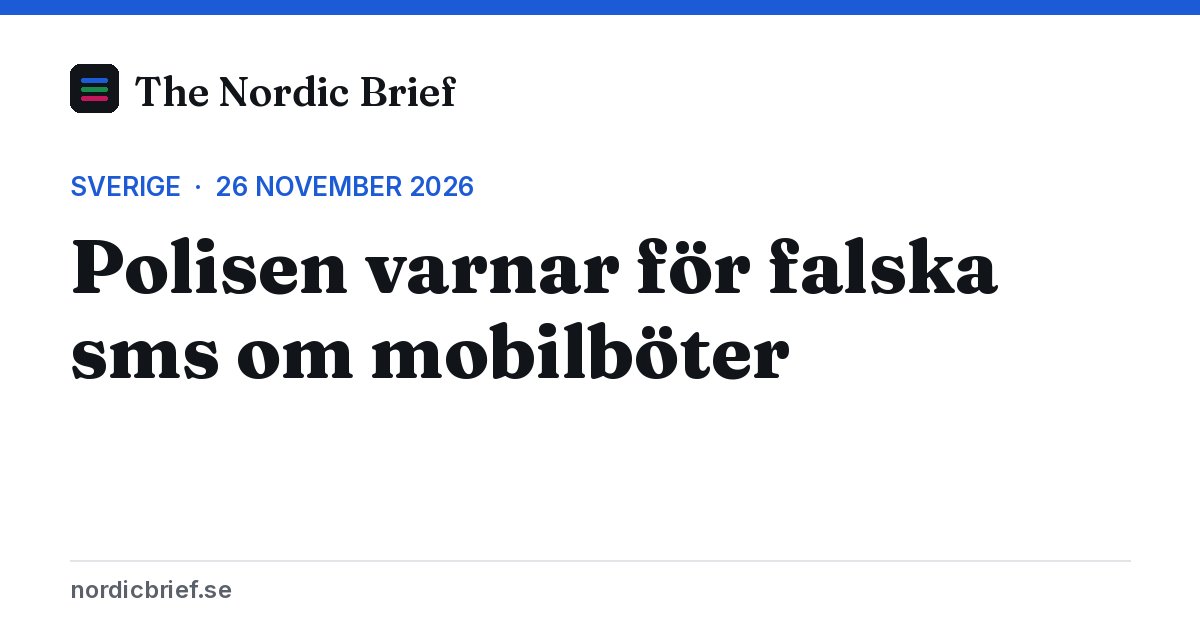 The Nordic Brief
SVERIGE · 26 NOVEMBER 2026
Polisen varnar för falska
sms om mobilböter
nordicbrief.se